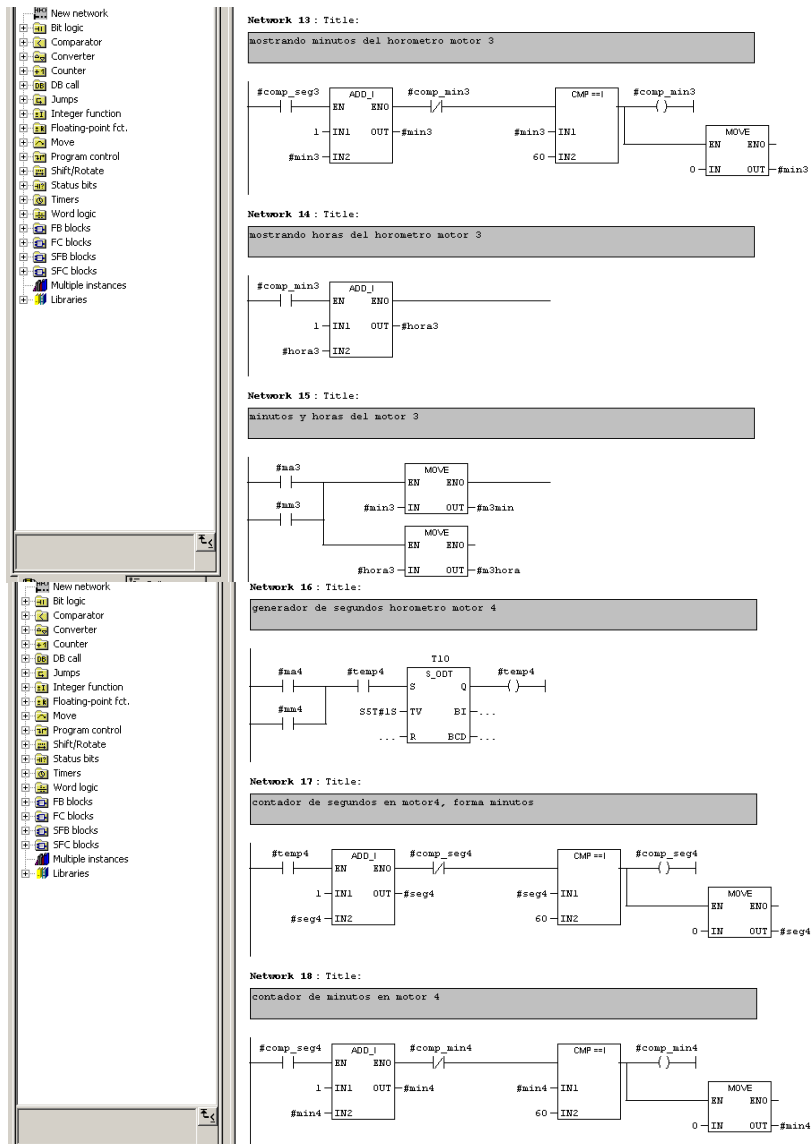 New network
Bit logic
Comparator
Converter
Counter
DB call
Jumps
Integer function
Floating-point fct.
Move
Program control
Shift/Rotate
Status bits
Timers
Word logic
FB blocks
FC blocks
SFB blocks
SFC blocks
Multiple instances
Libraries
Network 13 : Title:
mostrando minutos del horometro motor 3
#comp_seg3 ADD_I #comp_min3 CMP ==I #comp_min3
EN ENO
MOVE
1 IN1 OUT #min3 #min3 IN1 EN ENO
#min3 IN2 60 IN2 0 IN OUT #min3
Network 14 : Title:
mostrando horas del horometro motor 3
#comp_min3 ADD_I
EN ENO
1 IN1 OUT #hora3
#hora3 IN2
Network 15 : Title:
minutos y horas del motor 3
#ma3 MOVE
EN ENO
#mm3 #min3 IN OUT #m3min
MOVE
EN ENO
#hora3 IN OUT #m3hora
New network
Bit logic
Comparator
Converter
Counter
DB call
Jumps
Integer function
Floating-point fct.
Move
Program control
Shift/Rotate
Status bits
Timers
Word logic
FB blocks
FC blocks
SFB blocks
SFC blocks
Multiple instances
Libraries
Network 16 : Title:
generador de segundos horometro motor 4
T10
#ma4 #temp4 S_ODT #temp4
S Q
#mm4 S5T#1S TV BI ...
... R BCD ...
Network 17 : Title:
contador de segundos en motor4, forma minutos
#temp4 ADD_I #comp_seg4 CMP ==I #comp_seg4
EN ENO
MOVE
1 IN1 OUT #seg4 #seg4 IN1 EN ENO
#seg4 IN2 60 IN2 0 IN OUT #seg4
Network 18 : Title:
contador de minutos en motor 4
#comp_seg4 ADD_I #comp_min4 CMP ==I #comp_min4
EN ENO
MOVE
1 IN1 OUT #min4 #min4 IN1 EN ENO
#min4 IN2 60 IN2 0 IN OUT #min4